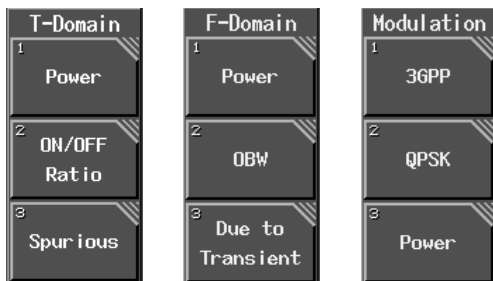 T-Domain
1
Power
2
ON/OFF
Ratio
3
Spurious
F-Domain
1
Power
2
OBW
3
Due to
Transient
Modulation
1
3GPP
2
QPSK
3
Power